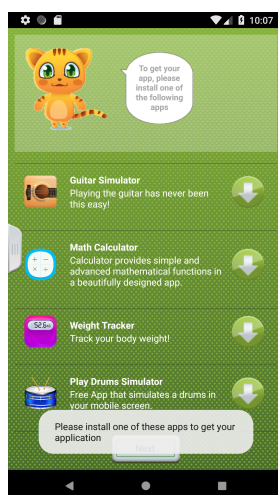 10:07
To get your
app, please
install one of
the following
apps
Guitar Simulator
Playing the guitar has never been
this easy!
Math Calculator
Calculator provides simple and
advanced mathematical functions in
a beautifully designed app.
52.6
Weight Tracker
Track your body weight!
Play Drums Simulator
Free App that simulates a drums in
your mobile screen.
Please install one of these apps to get your
application
Next